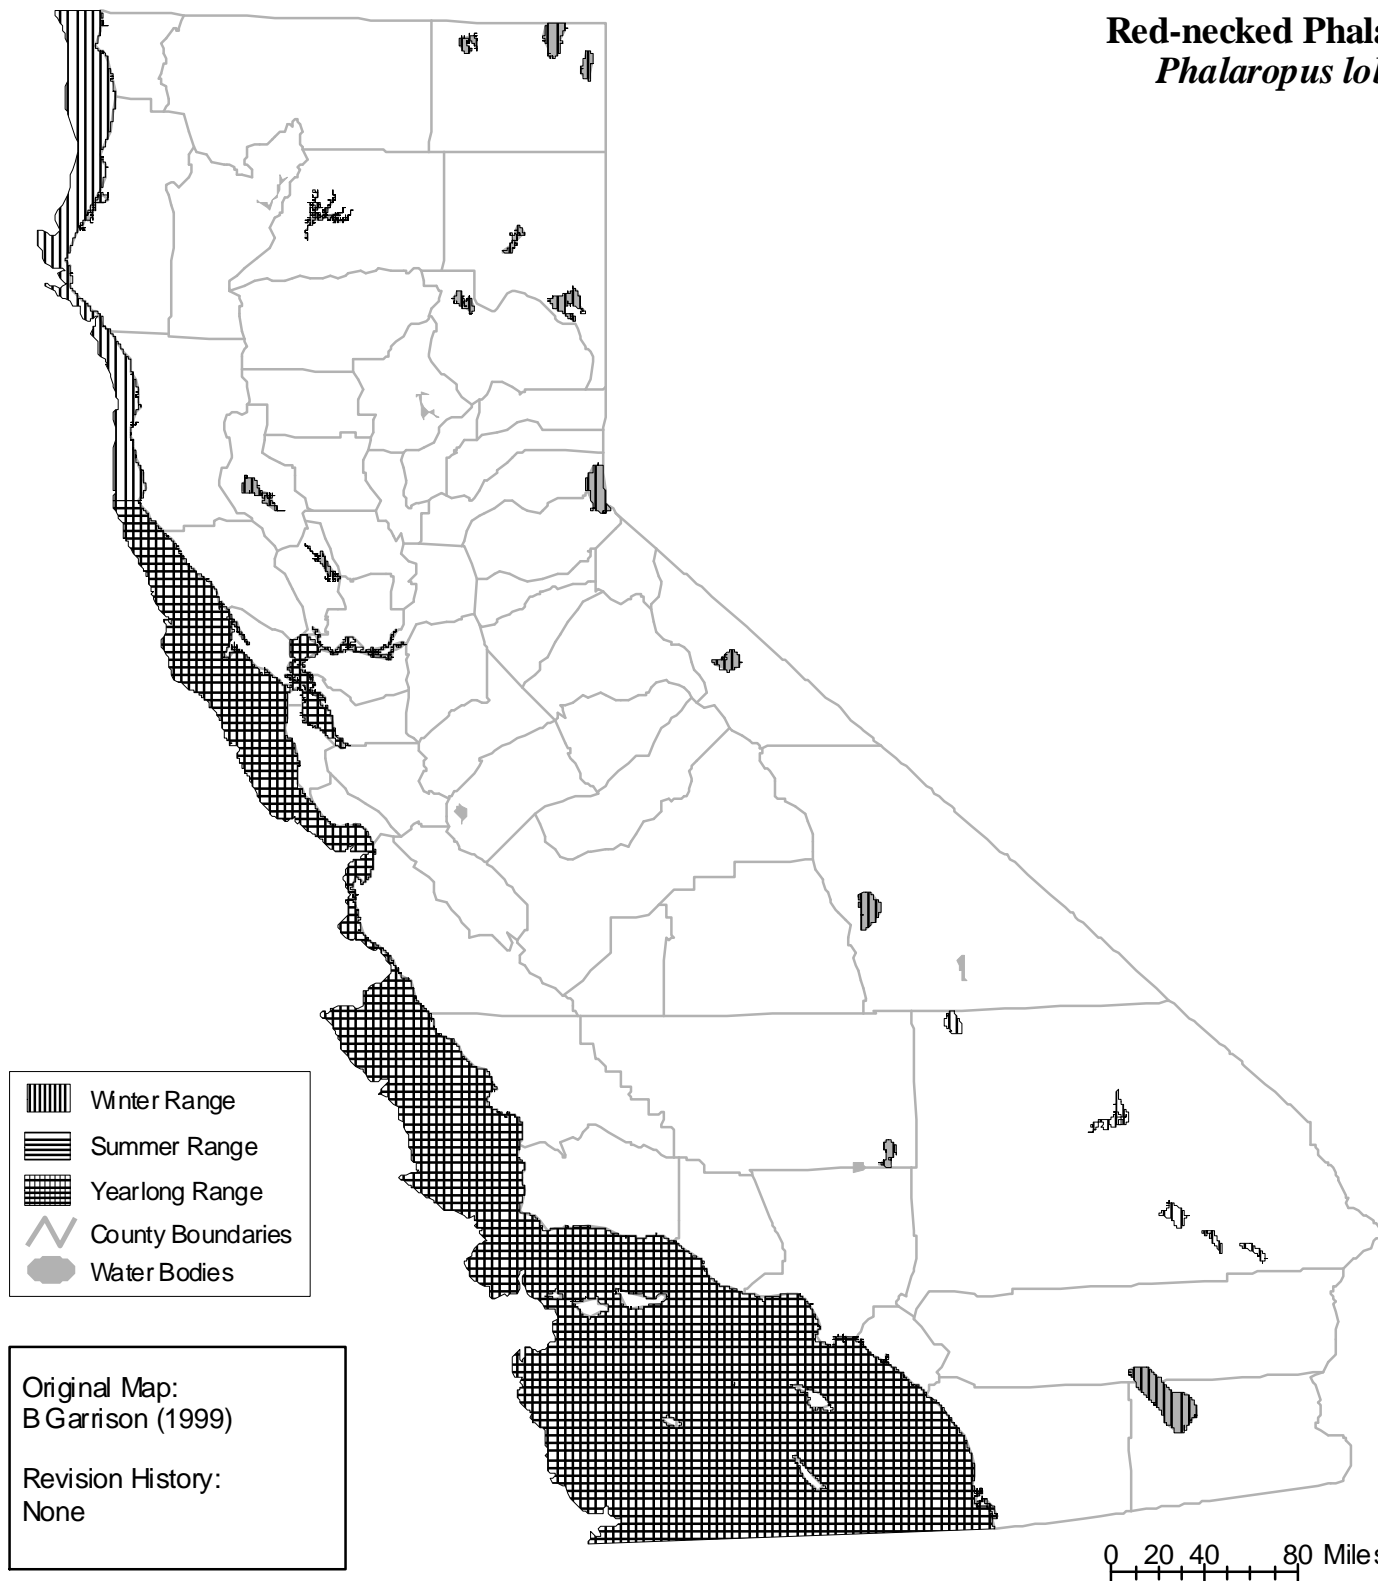 Red-necked Phala
Phalaropus lol
Winter Range
Summer Range
Yearlong Range
County Boundaries
Water Bodies
Original Map:
B Garrison (1999)
Revision History:
None
0 20 40 80 Miles